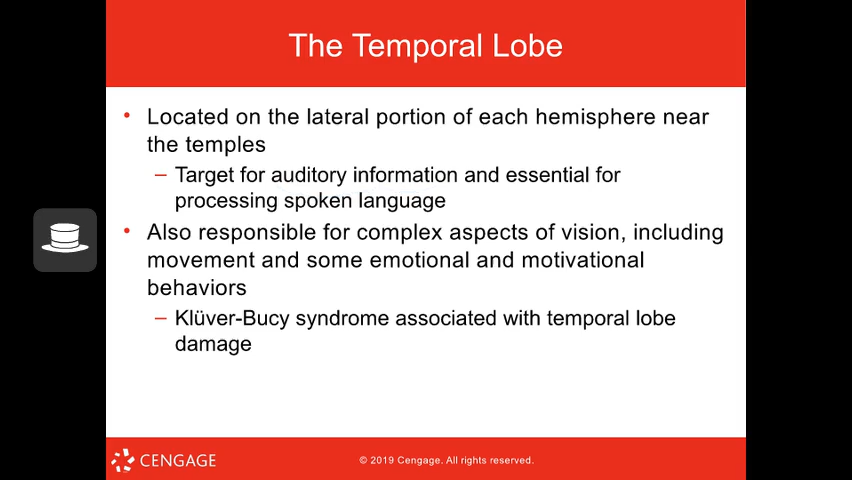 The Temporal Lobe
• Located on the lateral portion of each hemisphere near
the temples
– Target for auditory information and essential for
processing spoken language
• Also responsible for complex aspects of vision, including
movement and some emotional and motivational
behaviors
– Klüver-Bucy syndrome associated with temporal lobe
damage
CENGAGE
© 2019 Cengage. All rights reserved.